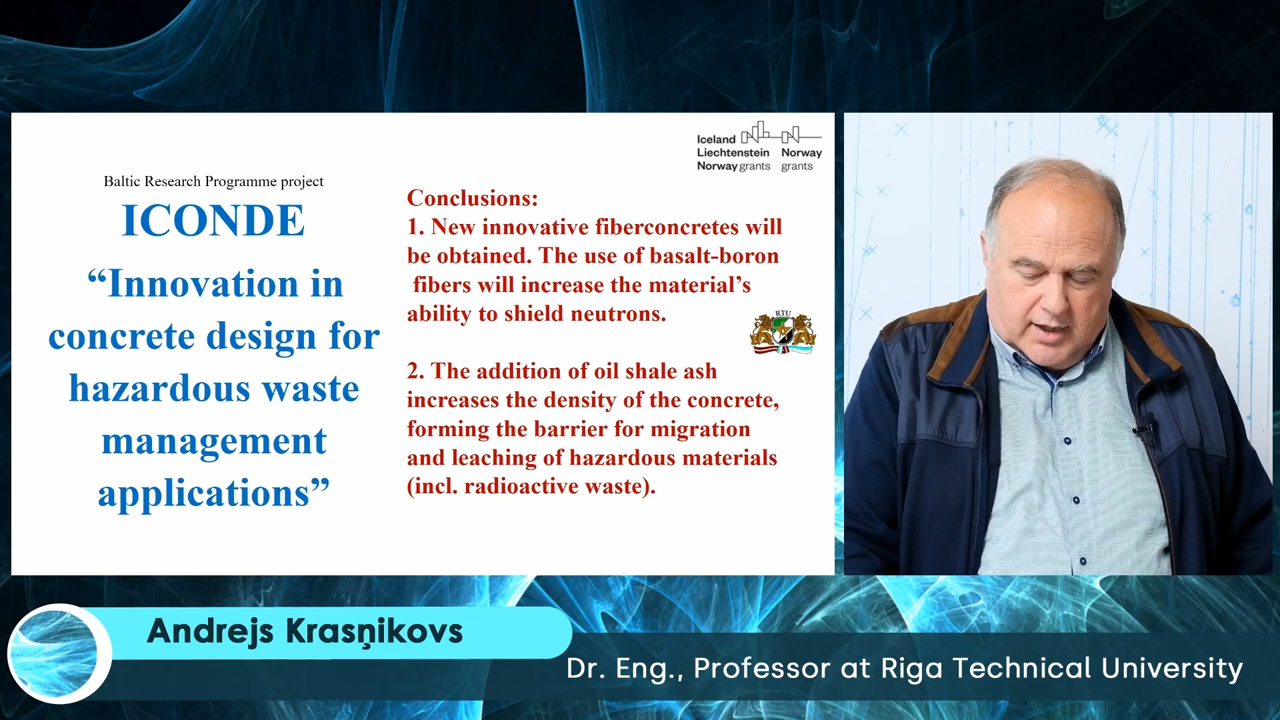 Baltic Research Programme project
ICONDE
“Innovation in
concrete design for
hazardous waste
management
applications”
Iceland
Liechtenstein
Norway grants
Norway
grants
Conclusions:
1. New innovative fiberconcretes will
be obtained. The use of basalt-boron
fibers will increase the material’s
ability to shield neutrons.
RTU
2. The addition of oil shale ash
increases the density of the concrete,
forming the barrier for migration
and leaching of hazardous materials
(incl. radioactive waste).
Andrejs Krasņikovs
Dr. Eng., Professor at Riga Technical University